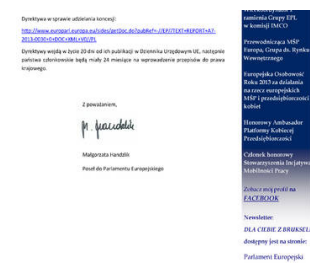 Dyrektywa w sprawie udzielania koncesji:
http://www.europarl.europa.eu/sides/getDoc.do?pubRef=-//EP//TEXT+REPORT+A7-
2013-0030+0+DOC+XML+V0//PL
Dyrektywy wejdą w życie 20 dni od ich publikacji w Dzienniku Urzędowym UE, następnie
państwa członkowskie będą miały 24 miesiące na wprowadzenie przepisów do prawa
krajowego.
Z poważaniem,
M. Handzlik
Małgorzata Handzlik
Poseł do Parlamentu Europejskiego
ramienia Grupy EPL
w komisji IMCO
Przewodnicząca MŚP
Europa, Grupa ds. Rynku
Wewnętrznego
Europejska Osobowość
Roku 2013 za działania
na rzecz europejskich
MŚP i przedsiębiorczości
kobiet
Honorowy Ambasador
Platformy Kobiecej
Przedsiębiorczości
Członek honorowy
Stowarzyszenia Inicjatywa
Mobilności Pracy
Zobacz mój profil na
FACEBOOK
Newsletter
DLA CIEBIE Z BRUKSELI
dostępny jest na stronie:
Parlament Europejski